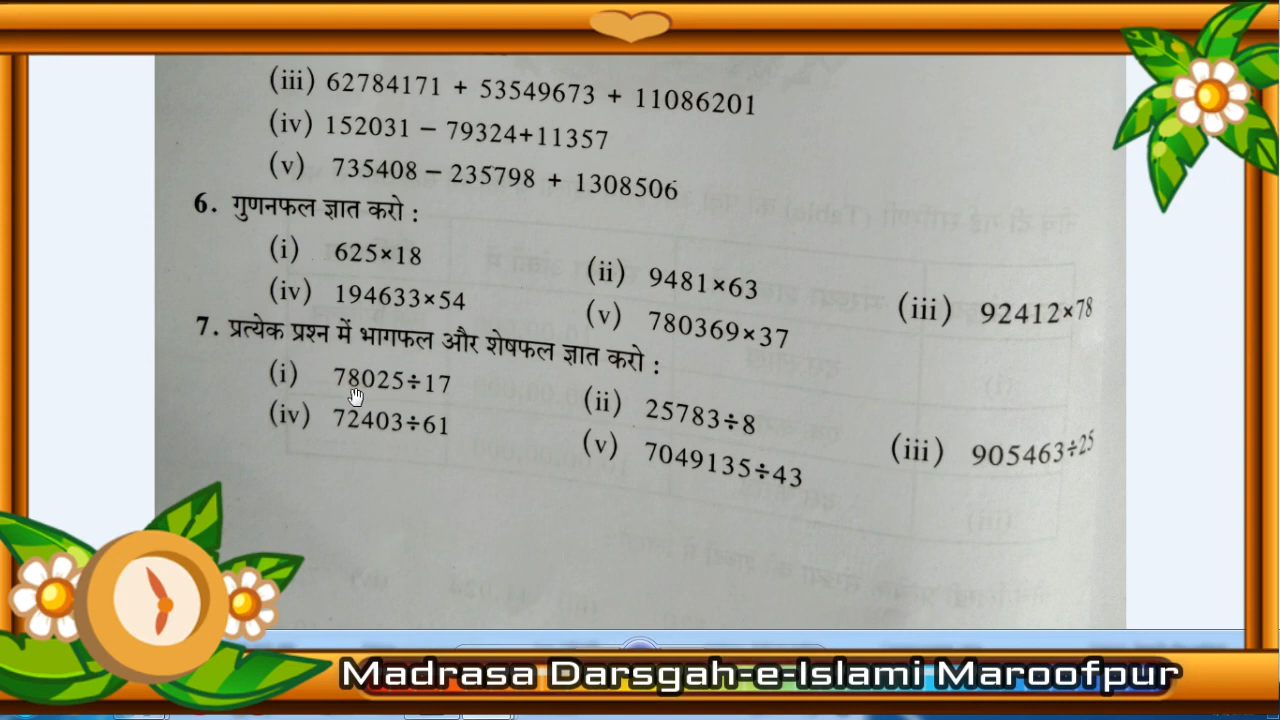 (iii) 62784171 + 53549673 + 11086201
(iv) 152031 − 79324+11357
(v) 735408 − 235798 + 1308506
6. गुणनफल ज्ञात करो :
(i) 625×18 (ii) 9481×63 (iii) 92412×78
(iv) 194633×54 (v) 780369×37
7. प्रत्येक प्रश्न में भागफल और शेषफल ज्ञात करो :
(i) 78025÷17 (ii) 25783÷8 (iii) 905463÷25
(iv) 72403÷61 (v) 7049135÷43
Madrasa Darsgah-e-Islami Maroofpur